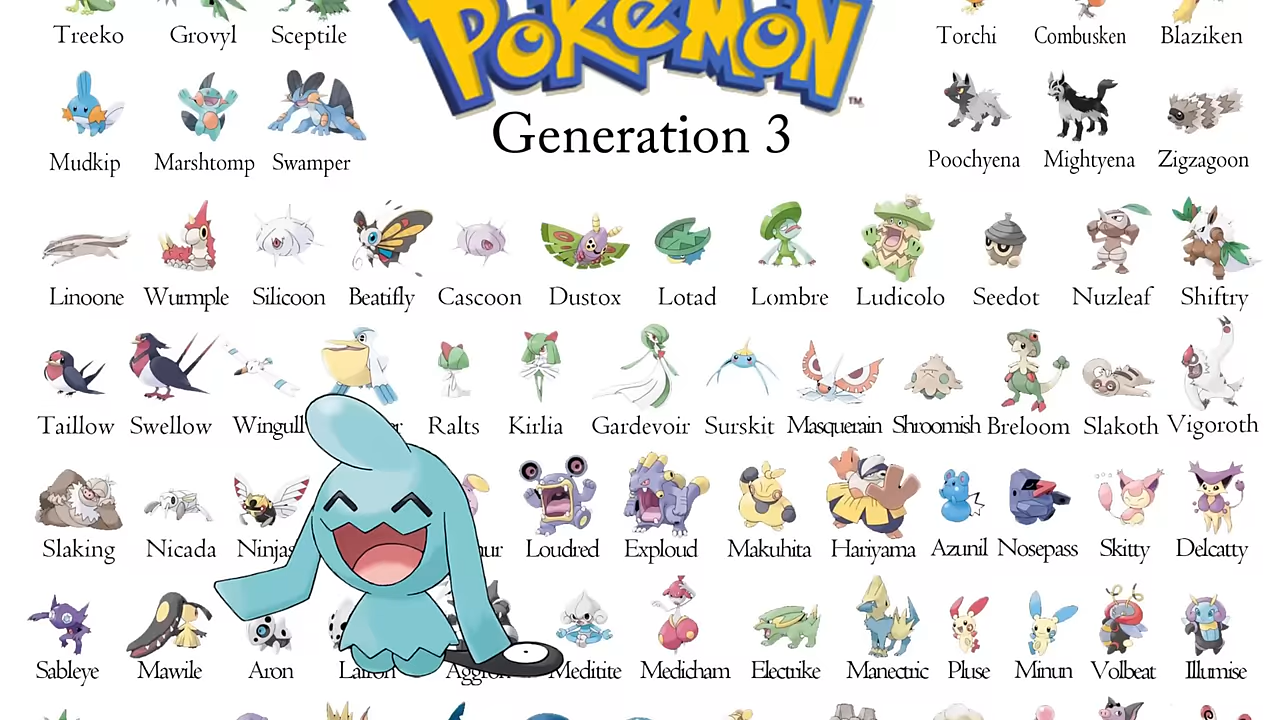 Treeko Grovyl Sceptile POKéMON TM Torchi Combusken Blaziken
Generation 3
Mudkip Marshtomp Swamper Poochyena Mightyena Zigzagoon
Linoone Wurmple Silicoon Beatifly Cascoon Dustox Lotad Lombre Ludicolo Seedot Nuzleaf Shiftry
Taillow Swellow Wingull Ralts Kirlia Gardevoir Surskit Masquerain Shroomish Breloom Slakoth Vigoroth
Slaking Nicada Loudred Exploud Makuhita Hariyama Azunil Nosepass Skitty Delcatty
Sableye Mawile Aron Meditite Medicham Electrike Manectric Pluse Minun Volbeat Illumise